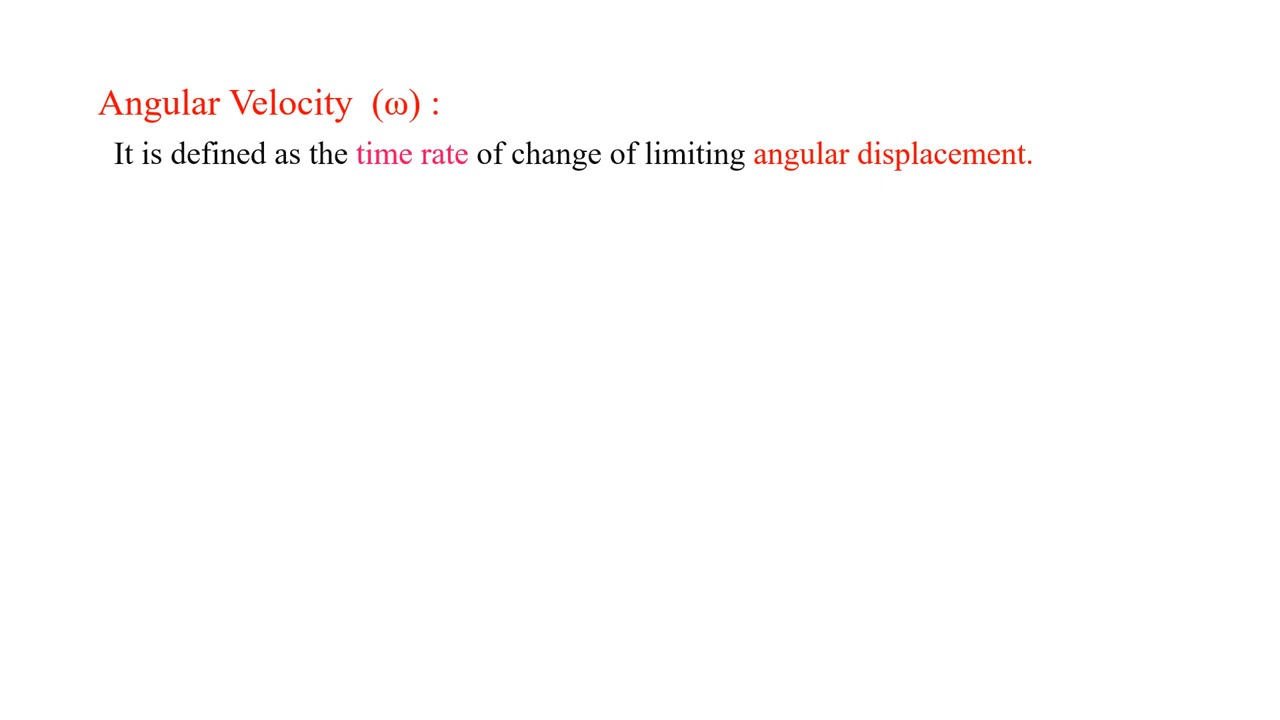 Angular Velocity (ω) :
It is defined as the time rate of change of limiting angular displacement.